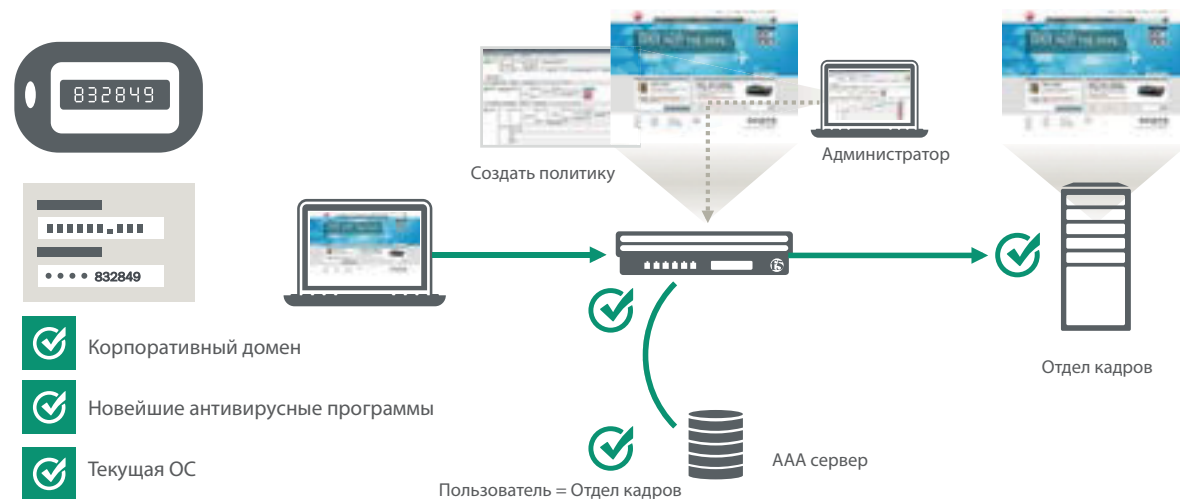 832849
Создать политику
Администратор
•••• 832849
f5
Корпоративный домен
Новейшие антивирусные программы
Текущая ОС
Отдел кадров
ААА сервер
Пользователь = Отдел кадров